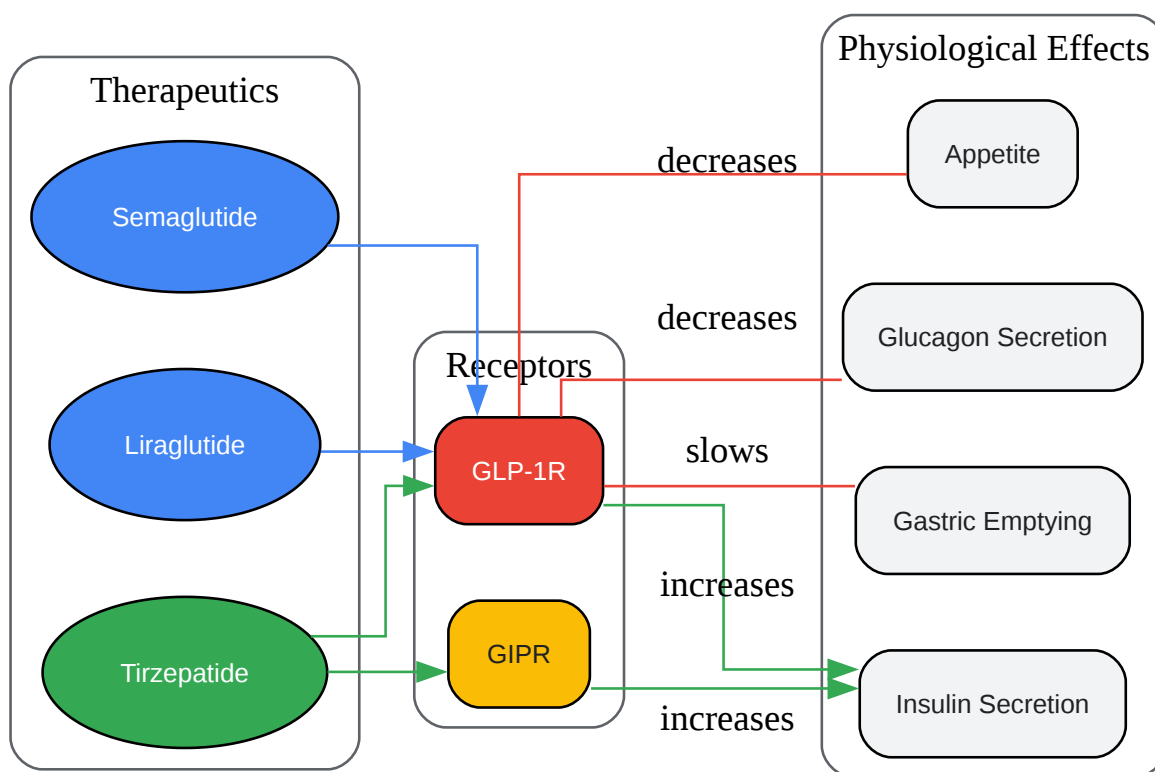 Therapeutics
Semaglutide
Liraglutide
Tirzepatide
Receptors
GLP-1R
GIPR
decreases
decreases
slows
increases
increases
Physiological Effects
Appetite
Glucagon Secretion
Gastric Emptying
Insulin Secretion